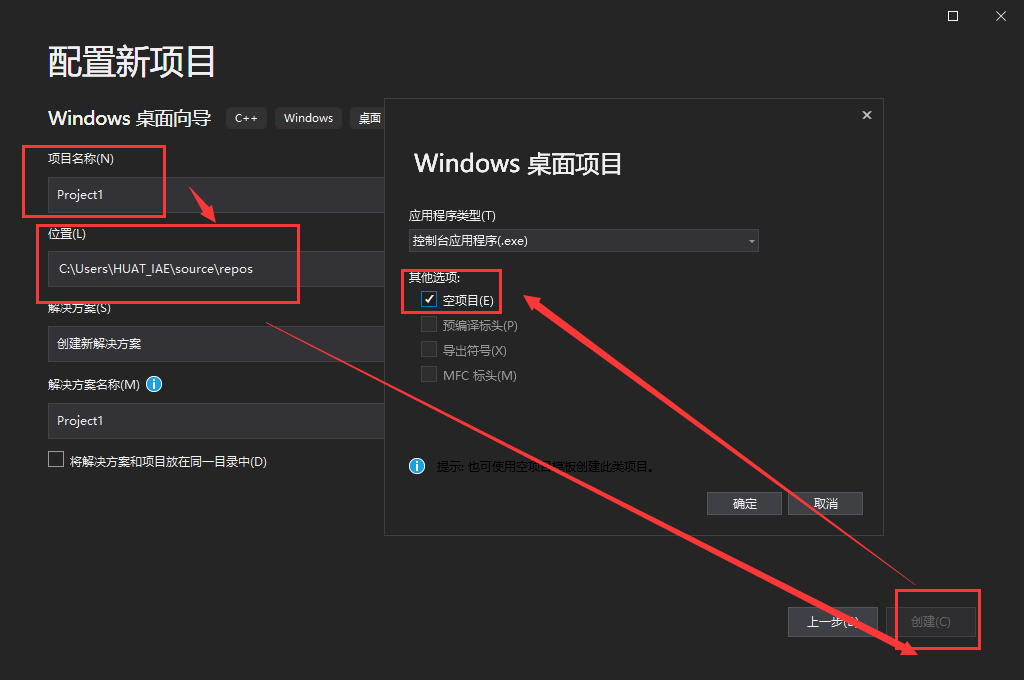 配置新项目
Windows 桌面向导 C++ Windows 桌面
项目名称(N)
Project1
位置(L)
C:\Users\HUAT_IAE\source\repos
解决方案(S)
创建新解决方案
解决方案名称(M)
Project1
将解决方案和项目放在同一目录中(D)
Windows 桌面项目
应用程序类型(T)
控制台应用程序(.exe)
其他选项:
空项目(E)
预编译标头(P)
导出符号(X)
MFC 标头(M)
提示: 也可使用空项目模板创建此类项目。
确定 取消
上一步(B) 创建(C)